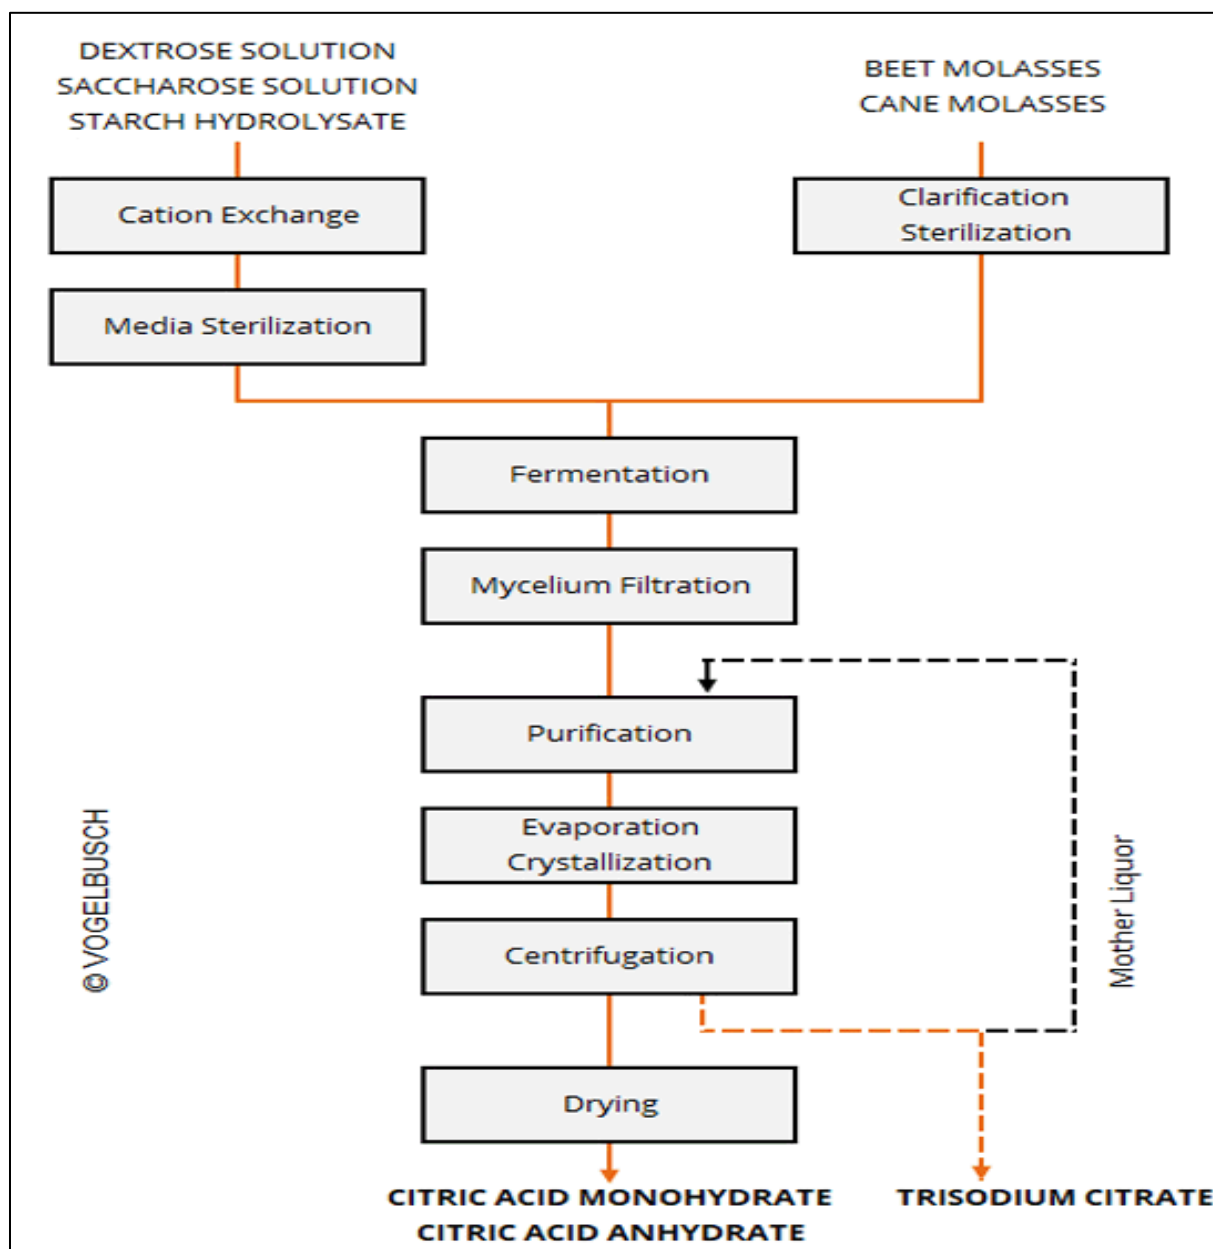 DEXTROSE SOLUTION
SACCHAROSE SOLUTION
STARCH HYDROLYSATE
BEET MOLASSES
CANE MOLASSES
Cation Exchange
Clarification
Sterilization
Media Sterilization
Fermentation
Mycelium Filtration
Purification
Evaporation
Crystallization
Centrifugation
Mother Liquor
© VOGELBUSCH
Drying
CITRIC ACID MONOHYDRATE
CITRIC ACID ANHYDRATE
TRISODIUM CITRATE